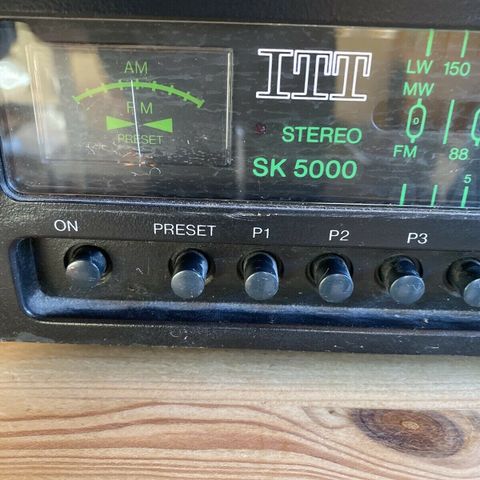 AM
FM
PRESET
ITT
STEREO
SK 5000
LW 150
MW
FM 88
5
ON PRESET P1 P2 P3